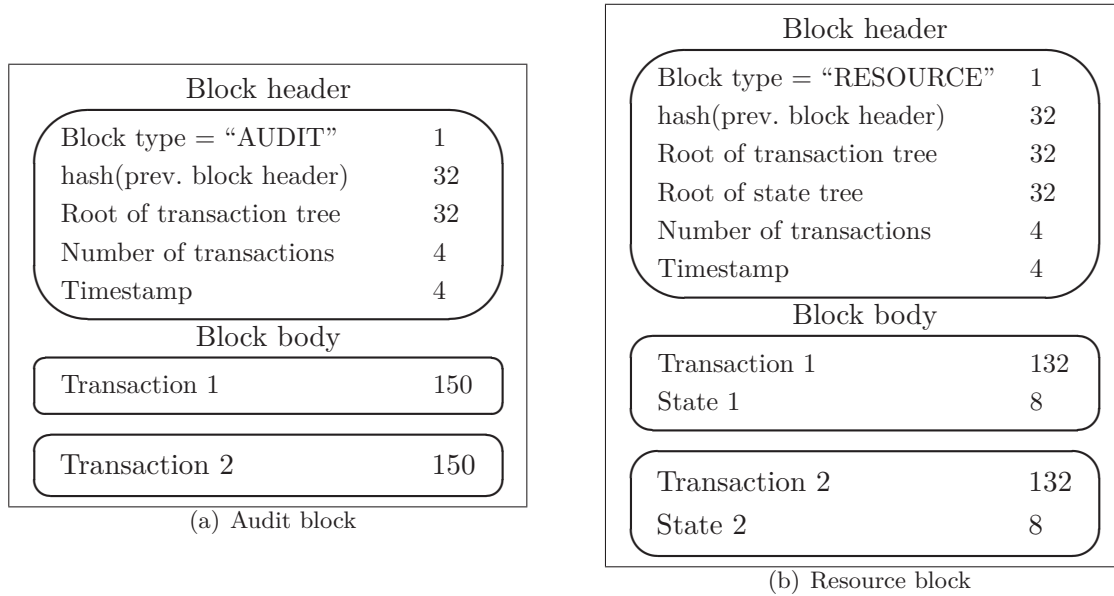 Block header
Block type = “AUDIT” 1
hash(prev. block header) 32
Root of transaction tree 32
Number of transactions 4
Timestamp 4
Block body
Transaction 1 150
Transaction 2 150
(a) Audit block
Block header
Block type = “RESOURCE” 1
hash(prev. block header) 32
Root of transaction tree 32
Root of state tree 32
Number of transactions 4
Timestamp 4
Block body
Transaction 1 132
State 1 8
Transaction 2 132
State 2 8
(b) Resource block